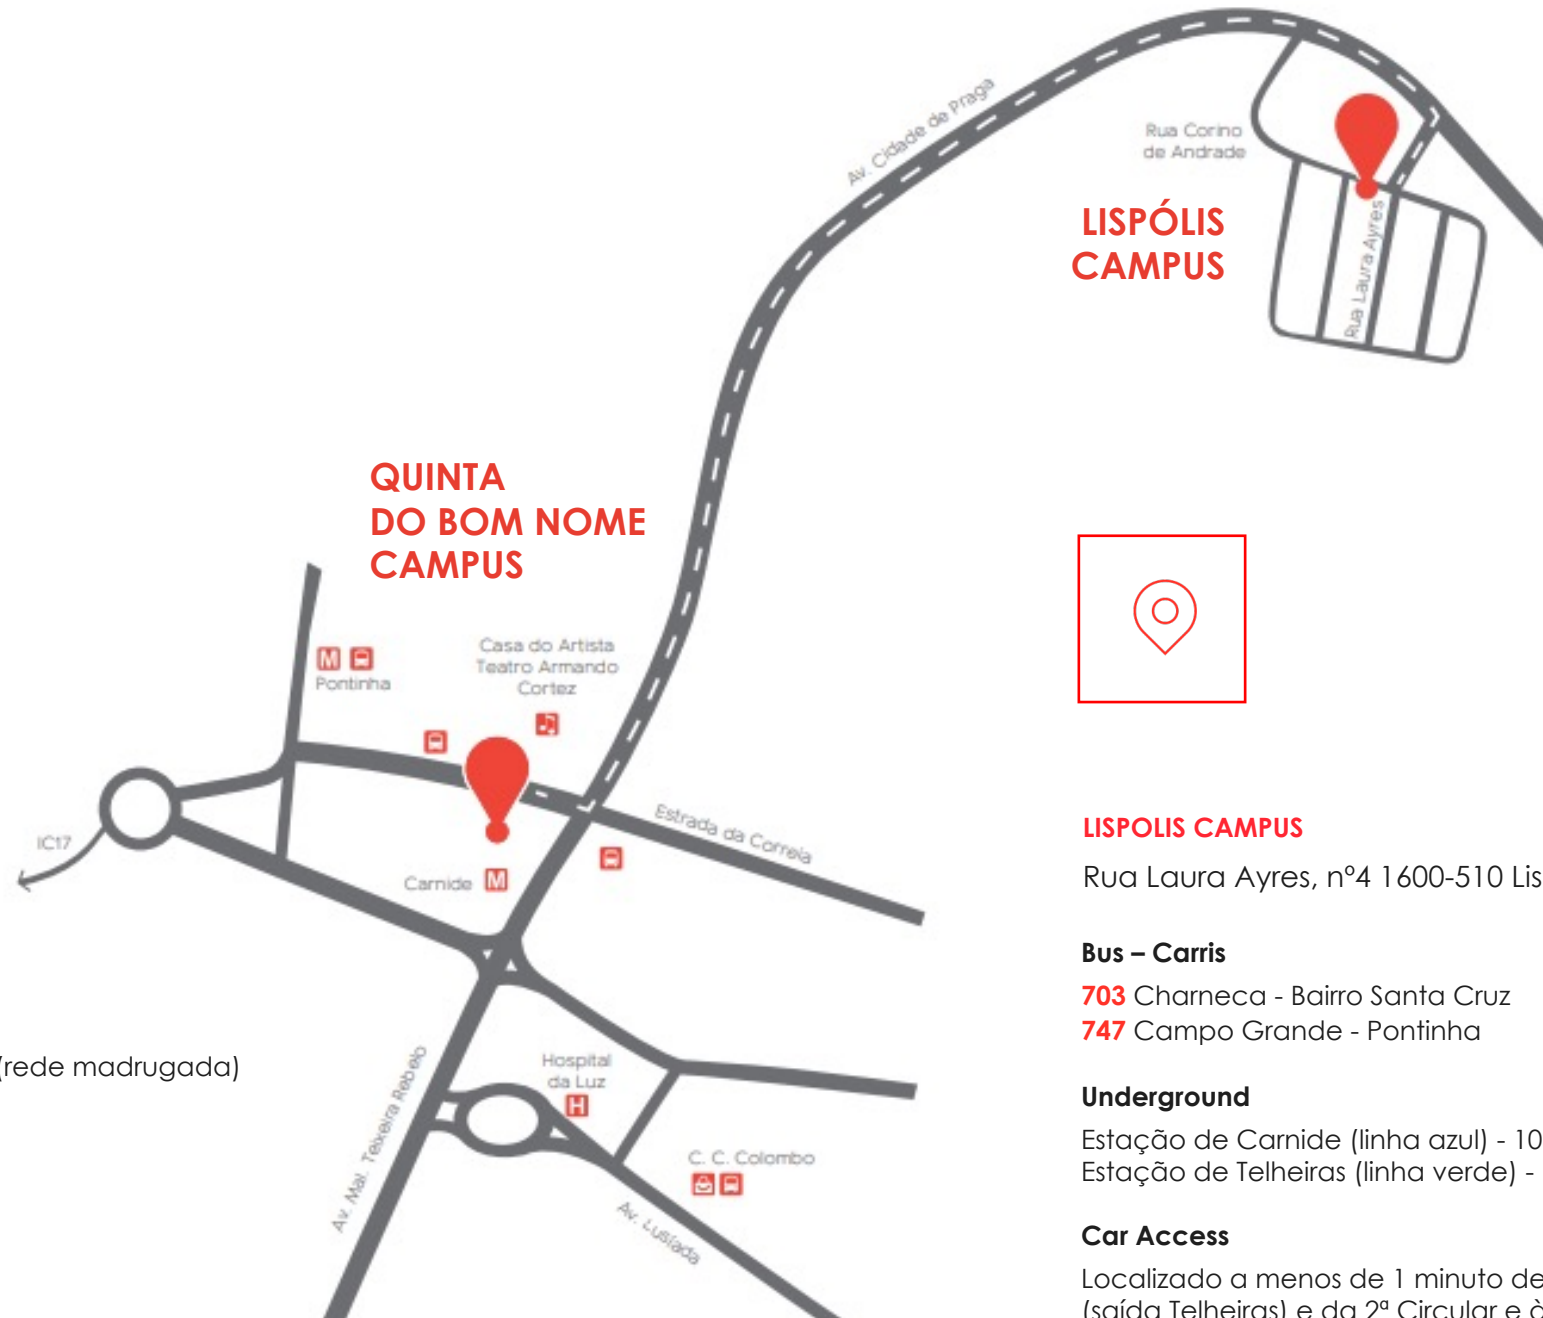 Av. Cidade de Praga
Rua Corino
de Andrade
LISPÓLIS
CAMPUS
Rua Laura Ayres
QUINTA
DO BOM NOME
CAMPUS
Casa do Artista
Teatro Armando
Cortez
M
Pontinha
IC17
Estrada da Correia
Carnide M
Av. Mal. Teixeira Rebelo
Hospital
da Luz
H
C. C. Colombo
Av. Lusíada
(rede madrugada)
LISPOLIS CAMPUS
Rua Laura Ayres, nº4 1600-510 Lis
Bus – Carris
703 Charneca - Bairro Santa Cruz
747 Campo Grande - Pontinha
Underground
Estação de Carnide (linha azul) - 10
Estação de Telheiras (linha verde) -
Car Access
Localizado a menos de 1 minuto de
(saída Telheiras) e da 2ª Circular e à